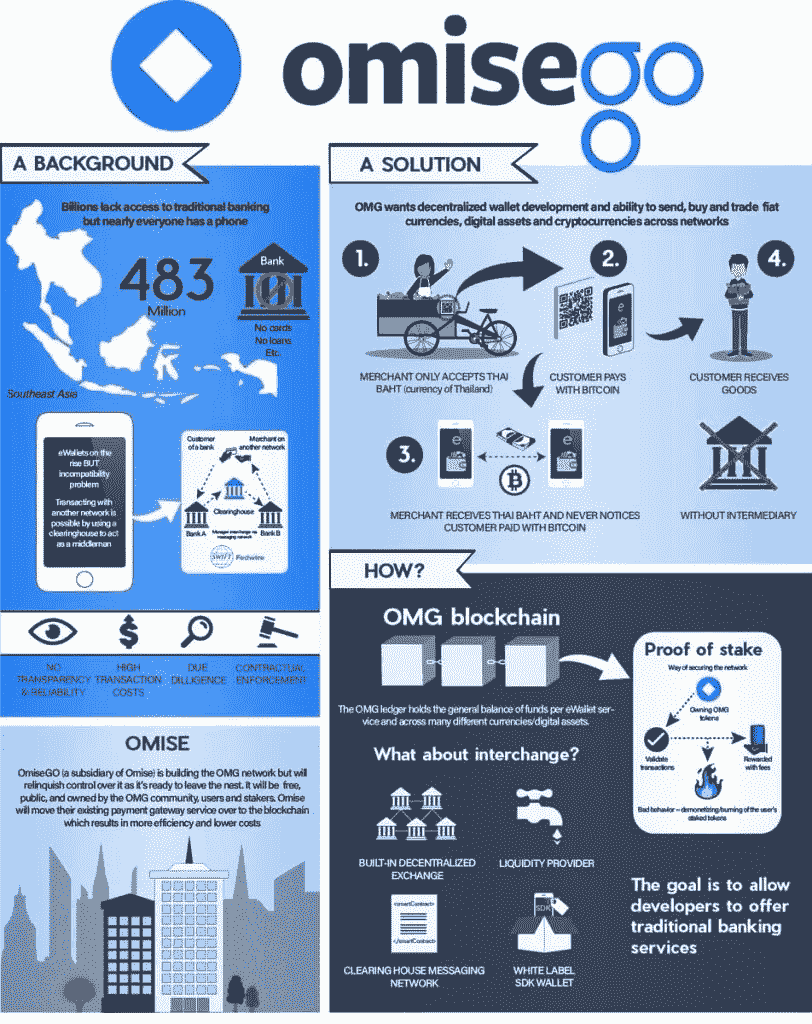 omisego
A BACKGROUND
Billions lack access to traditional banking
but nearly everyone has a phone
483
Million
Bank
No cards
No loans
Etc.
Southeast Asia
eWallets on the
rise BUT
incompatibility
problem
Transacting with
another network is
possible by using a
clearinghouse to act
as a middleman
Customer
of a bank
Merchant on
another network
Clearinghouse
Bank A
Bank B
Manages interchange via
messaging network
SWIFT
Fedwire
NO
TRANSPARENCY
& RELIABILITY
HIGH
TRANSACTION
COSTS
DUE
DILLIGENCE
CONTRACTUAL
ENFORCEMENT
OMISE
OmiseGO (a subsidiary of Omise) is building the OMG network but will
relinquish control over it as it's ready to leave the nest. It will be free,
public, and owned by the OMG community, users and stakers. Omise
will move their existing payment gateway service over to the blockchain
which results in more efficiency and lower costs
A SOLUTION
OMG wants decentralized wallet development and ability to send, buy and trade fiat
currencies, digital assets and cryptocurrencies across networks
1.
MERCHANT ONLY ACCEPTS THAI
BAHT (currency of Thailand)
2.
CUSTOMER PAYS
WITH BITCOIN
4.
CUSTOMER RECEIVES
GOODS
3.
e
e
MERCHANT RECEIVES THAI BAHT AND NEVER NOTICES
CUSTOMER PAID WITH BITCOIN
WITHOUT INTERMEDIARY
HOW?
OMG blockchain
The OMG ledger holds the general balance of funds per eWallet ser-
vice and across many different currencies/digital assets.
Proof of stake
Way of securing the network
Owning OMG
tokens
Validate
transactions
Rewarded
with fees
Bad behavior – demonetizing/burning of the user's
staked tokens
What about interchange?
BUILT-IN DECENTRALIZED
EXCHANGE
LIQUIDITY PROVIDER
<smartContract>
</smartContract>
CLEARING HOUSE MESSAGING
NETWORK
SDK
WHITE LABEL
SDK WALLET
The goal is to allow
developers to offer
traditional banking
services